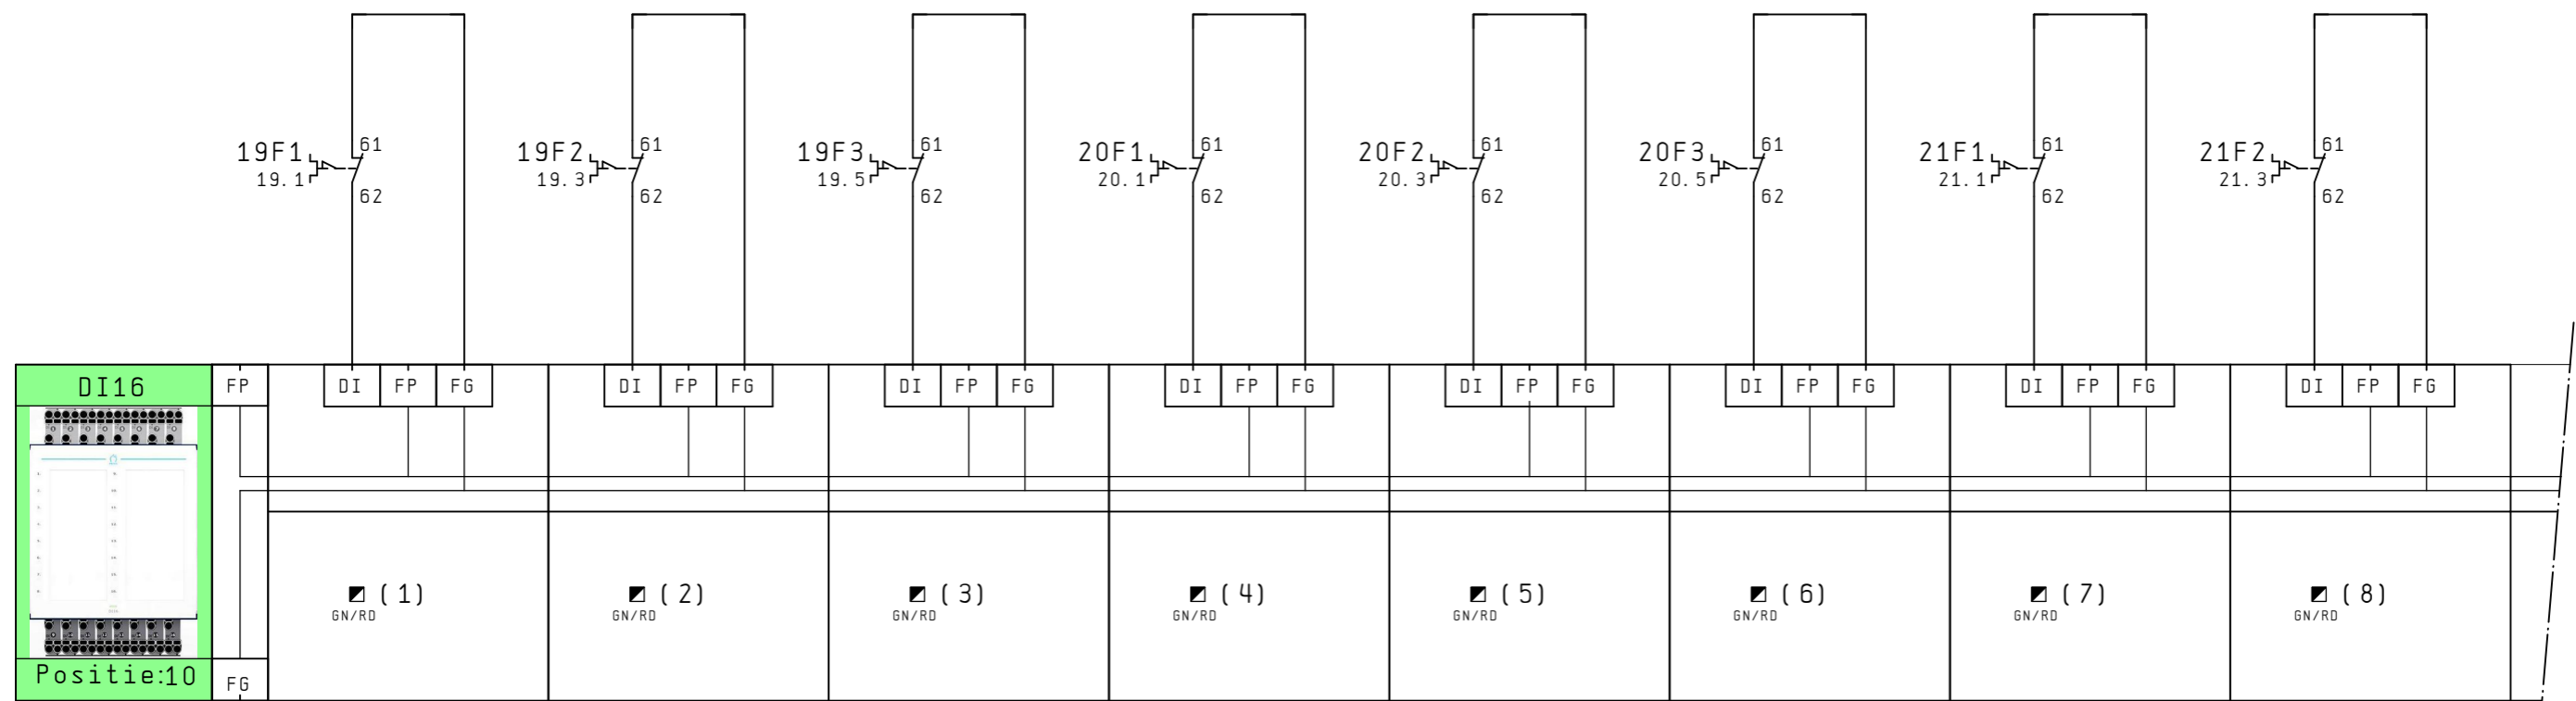 19F1
19.1
61
62
19F2
19.3
61
62
19F3
19.5
61
62
20F1
20.1
61
62
20F2
20.3
61
62
20F3
20.5
61
62
21F1
21.1
61
62
21F2
21.3
61
62
DI16
FP
DI FP FG
DI FP FG
DI FP FG
DI FP FG
DI FP FG
DI FP FG
DI FP FG
DI FP FG
(1)
GN/RD
(2)
GN/RD
(3)
GN/RD
(4)
GN/RD
(5)
GN/RD
(6)
GN/RD
(7)
GN/RD
(8)
GN/RD
Positie:10
FG